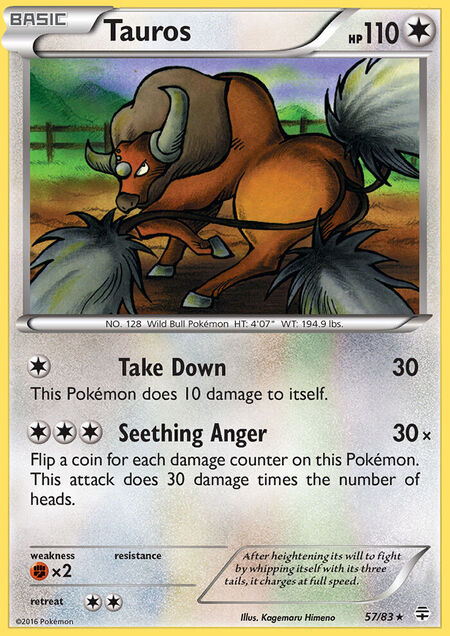 BASIC
Tauros
HP110
NO. 128 Wild Bull Pokémon HT: 4'07" WT: 194.9 lbs.
Take Down 30
This Pokémon does 10 damage to itself.
Seething Anger 30×
Flip a coin for each damage counter on this Pokémon.
This attack does 30 damage times the number of
heads.
weakness resistance
×2
retreat
After heightening its will to fight
by whipping itself with its three
tails, it charges at full speed.
©2016 Pokémon
Illus. Kagemaru Himeno
57/83★